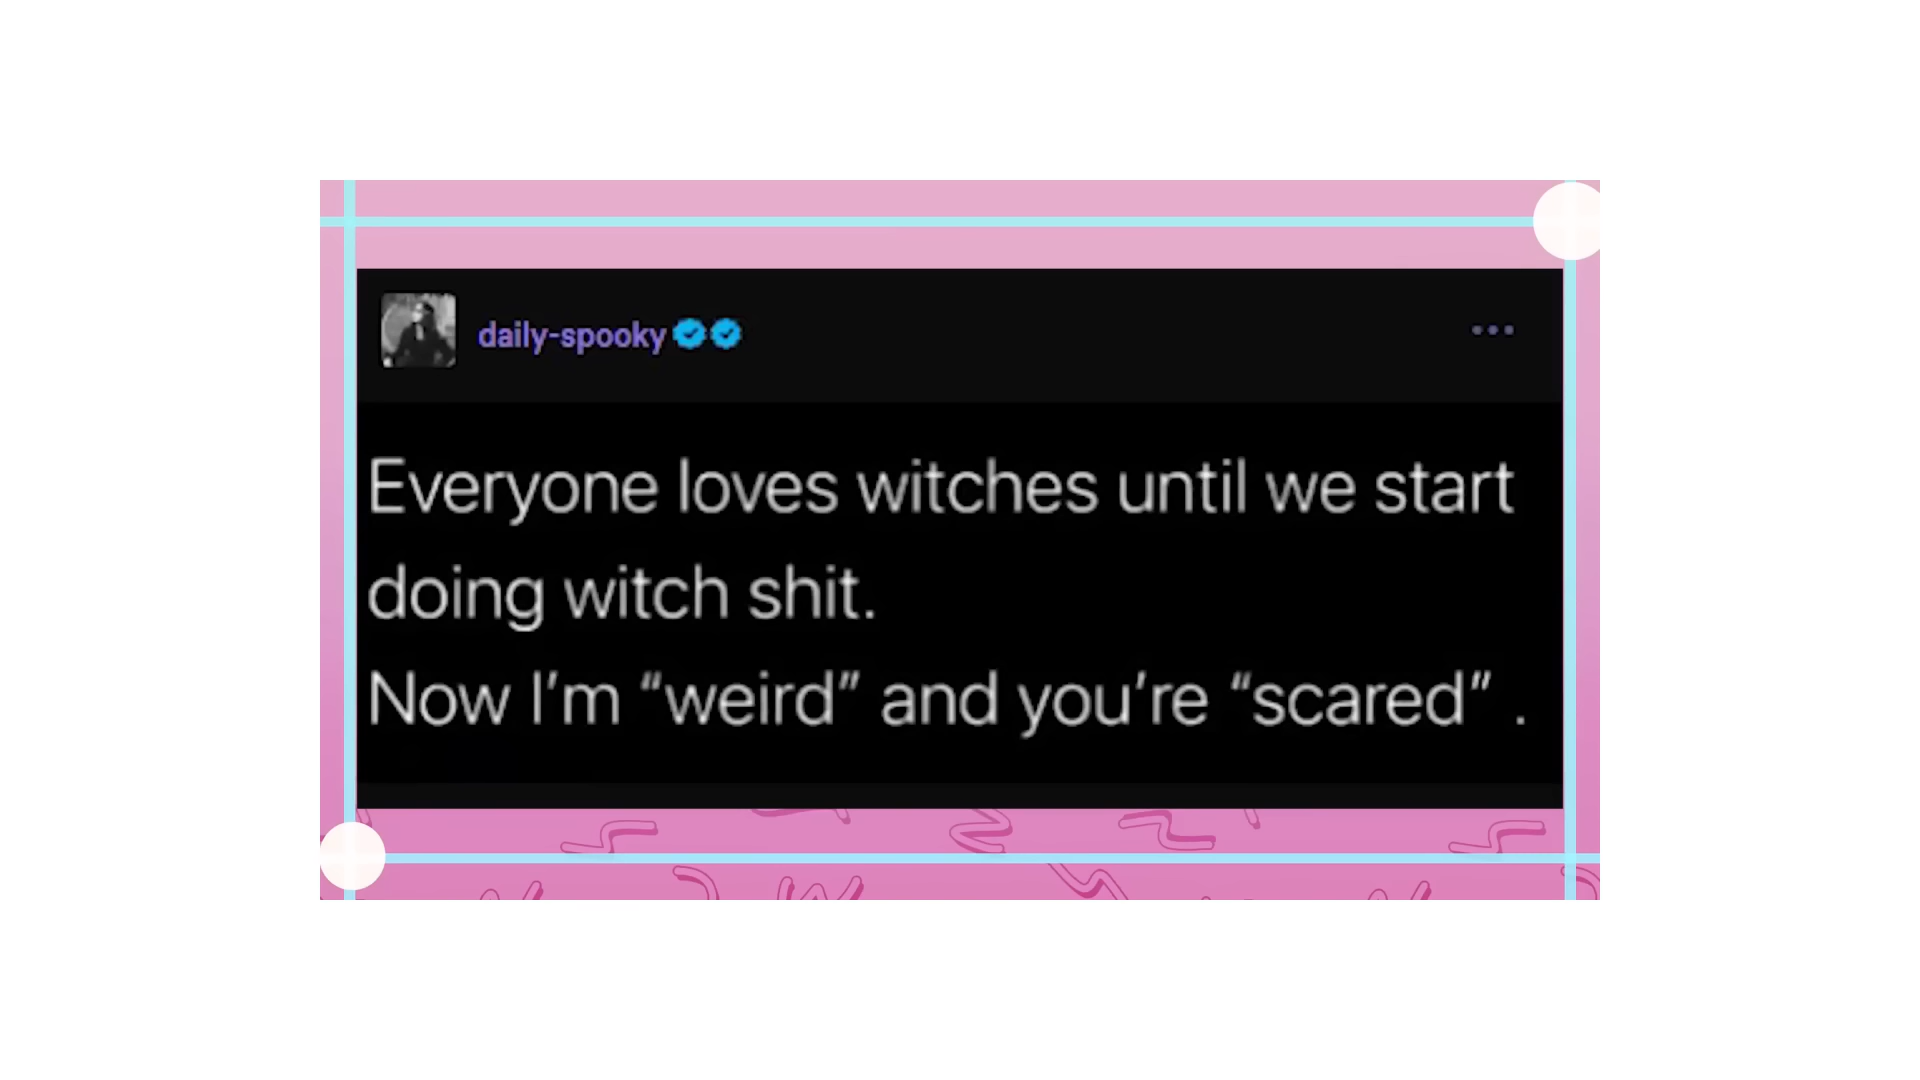 daily-spooky
Everyone loves witches until we start
doing witch shit.
Now I’m “weird” and you’re “scared” .